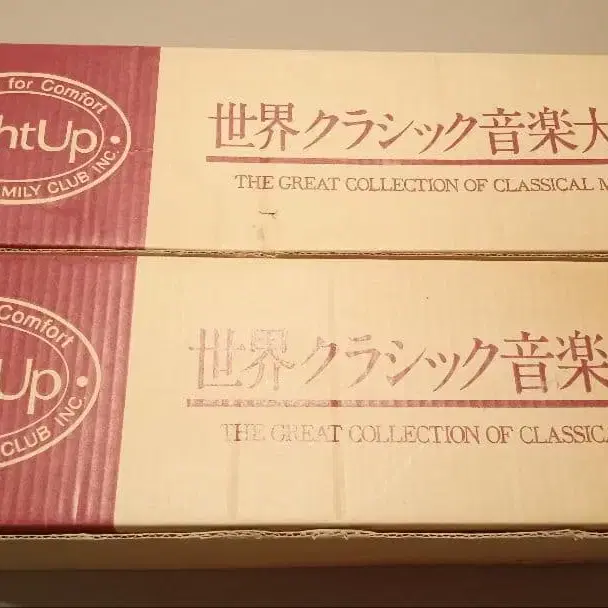 for Comfort
htUp
MILY CLUB INC.
世界クラシック音楽大
THE GREAT COLLECTION OF CLASSICAL M
Comfort
Up
CLUB INC.
世界クラシック音楽
THE GREAT COLLECTION OF CLASSICA